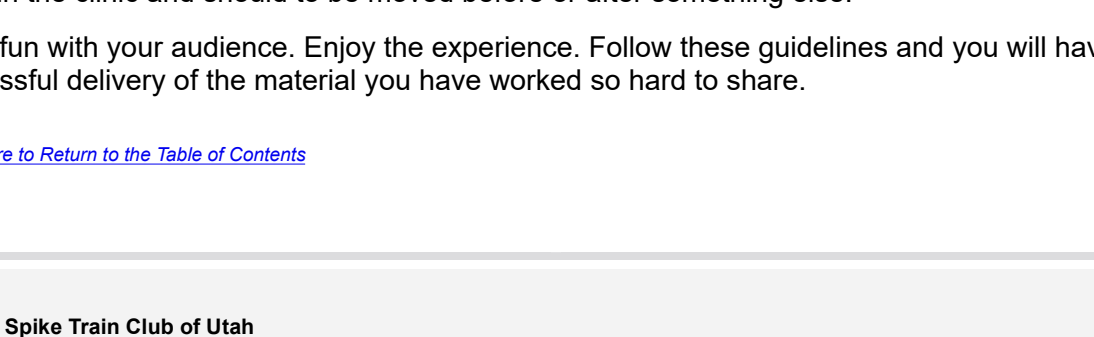 in the clinic and should to be moved before or after something else.
fun with your audience. Enjoy the experience. Follow these guidelines and you will hav
ssful delivery of the material you have worked so hard to share.
re to Return to the Table of Contents
Spike Train Club of Utah